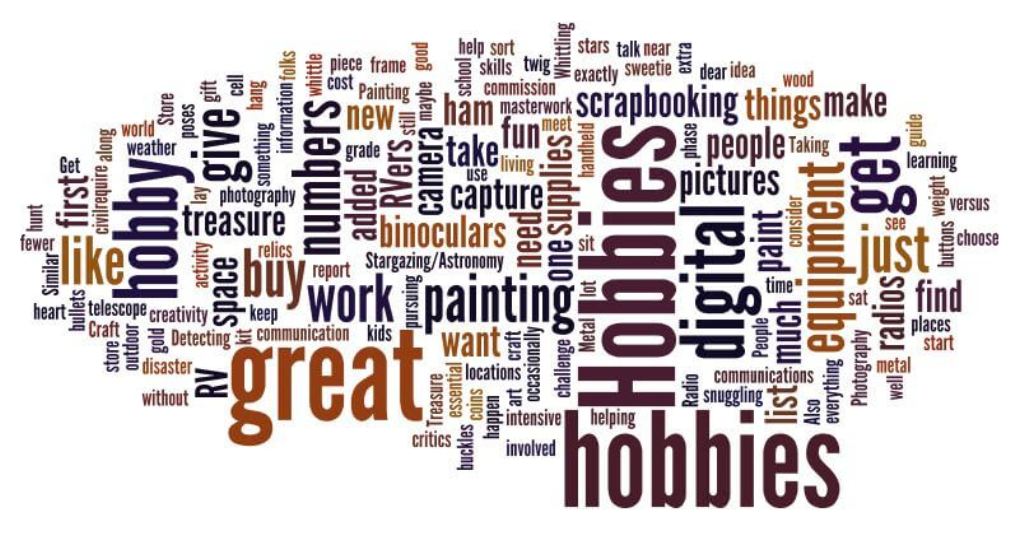 Whittling
stars
talk
near
extra
help
sort
skills
school
twig
exactly
sweetie
dear
idea
wood
folks
whittle
piece
frame
good
cost
Painting
still
maybe
commission
masterwork
meet
handheld
scrapbooking
things
make
guide
Store
poses
gift
cell
hang
information
something
numbers
new
RVers
ham
fun
supplies
phase
people
Taking
get
learning
world
weather
along
give
grade
camera
take
use
living
capture
Hobbies
pictures
equipment
weight
versus
Get
first
civil
require
hobby
lay
photography
treasure
added
binoculars
need
one
sit
digital
paint
consider
see
buttons
choose
hunt
fewer
like
Similar
activity
relics
space
buy
report
Stargazing/Astronomy
pursuing
work
painting
lot
Metal
time
much
just
sat
radios
find
places
start
heart
bullets
telescope
creativity
keep
Craft
store
outdoor
gold
Detecting
kit
communication
kids
want
craft
occasionally
challenge
People
Photography
metal
well
disaster
without
RV
great
Treasure
essential
coins
locations
art
happen
Radio
communications
snuggling
list
Also
everything
critics
buckles
intensive
involved
helping
hobbies